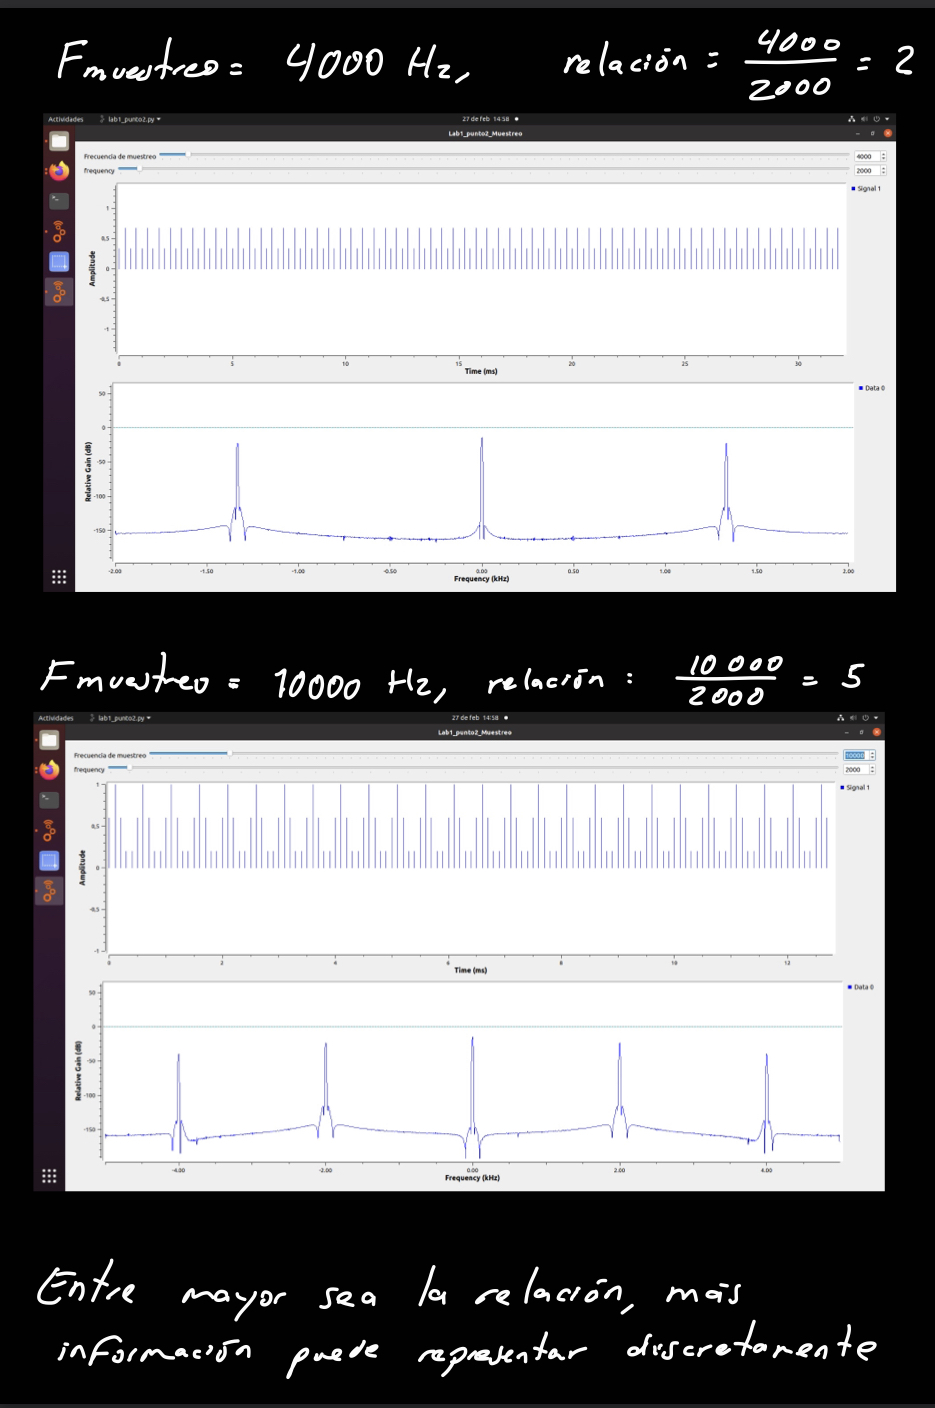 Fmuestreo = 4000 Hz, relación = 4000/2000 = 2
Actividades lab1_punto2.py 27 de feb 14:58
Lab1_punto2_Muestreo
Frecuencia de muestreo 4000
frequency 2000
Signal 1
Amplitude
1
0,5
0
-0,5
-1
0 5 10 15 20 25 30
Time (ms)
Data 0
Relative Gain (dB)
50
0
-50
-100
-150
-2.00 -1.50 -1.00 -0.50 0.00 0.50 1.00 1.50 2.00
Frequency (kHz)
Fmuestreo = 10000 Hz, relación : 10 000/2000 = 5
Actividades lab1_punto2.py 27 de feb 14:58
Lab1_punto2_Muestreo
Frecuencia de muestreo 10000
frequency 2000
Signal 1
Amplitude
1
0,5
0
-0,5
-1
0 2 4 6 8 10 12
Time (ms)
Data 0
Relative Gain (dB)
50
0
-50
-100
-150
-4.00 -2.00 0.00 2.00 4.00
Frequency (kHz)
Entre mayor sea la relación, más
información puede representar discretamente